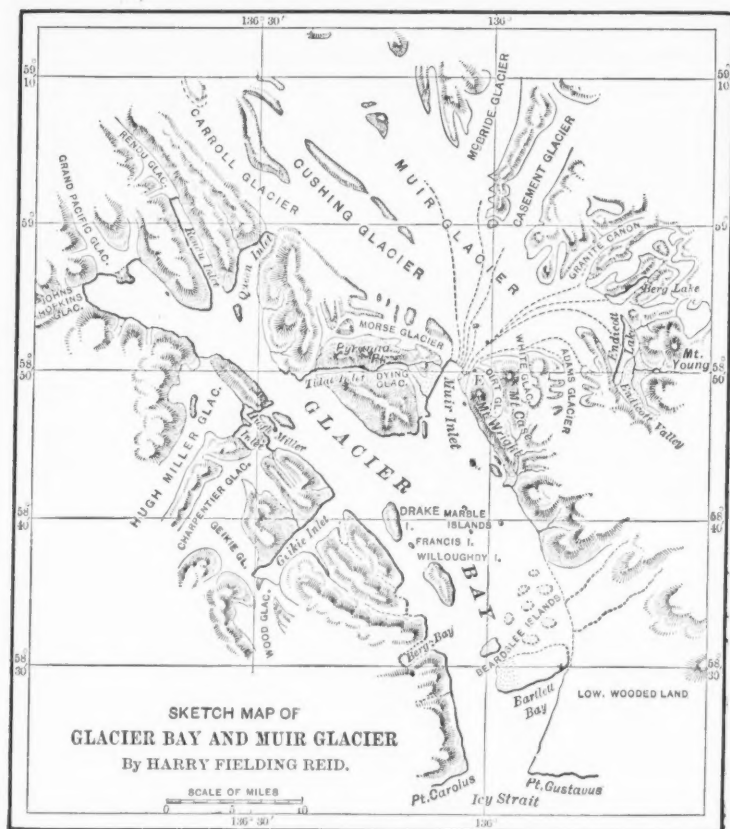 136° 30′
136°
59° 10
59° 10
McBRIDE GLACIER
CARROLL GLACIER
RENDU GLAC.
CUSHING GLACIER
MUIR GLACIER
CASEMENT GLACIER
GRAND PACIFIC GLAC.
59
59
Rendu Inlet
Queen Inlet
GRANITE CANON
Berg Lake
JOHNS HOPKINS GLAC.
MORSE GLACIER
Endicott Lake
Mt. Young
58 50
58 50
Pyramid
Tidal Inlet
DYING GLAC.
Muir Inlet
DIRT GL.
WHITE GLAC.
ADAMS GLACIER
Mt. Case
Mt. Wright
Endicott Valley
HUGH MILLER GLAC.
Hugh Miller Inlet
GLACIER BAY
CHARPENTIER GLAC.
58 40
58 40
DRAKE I.
MARBLE ISLANDS
GEIKIE GL.
Geikie Inlet
FRANCIS I.
WILLOUGHBY I.
WOOD GLAC.
BEARDSLEE ISLANDS
Berg Bay
58° 30
58° 30
Bartlett Bay
LOW, WOODED LAND
SKETCH MAP OF
GLACIER BAY AND MUIR GLACIER
By HARRY FIELDING REID.
SCALE OF MILES
0 10
Pt. Carolus
Icy Strait
Pt. Gustavus
136° 30′
136°